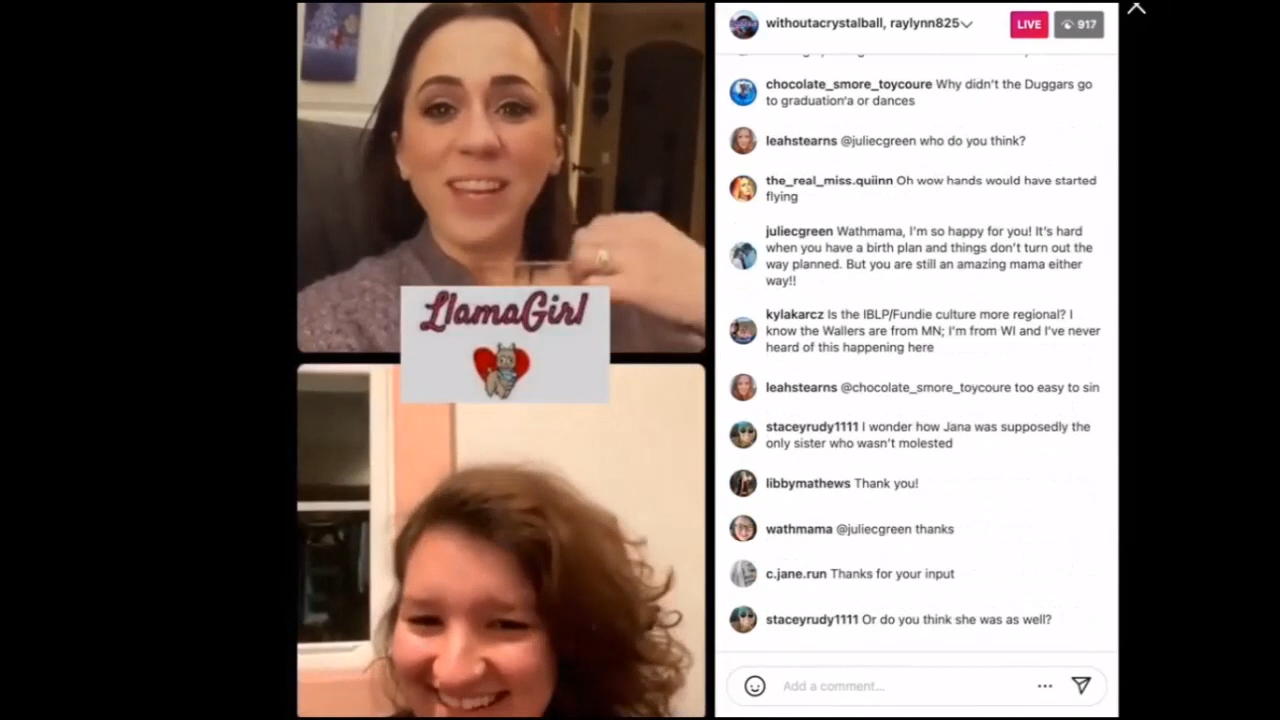 LlamaGirl
withoutacrystalball, raylynn825
LIVE
917
chocolate_smore_toycoure Why didn't the Duggars go
to graduation'a or dances
leahstearns @juliecgreen who do you think?
the_real_miss.quiinn Oh wow hands would have started
flying
juliecgreen Wathmama, I'm so happy for you! It's hard
when you have a birth plan and things don't turn out the
way planned. But you are still an amazing mama either
way!!
kylakarcz Is the IBLP/Fundie culture more regional? I
know the Wallers are from MN; I'm from WI and I've never
heard of this happening here
leahstearns @chocolate_smore_toycoure too easy to sin
staceyrudy1111 I wonder how Jana was supposedly the
only sister who wasn't molested
libbymathews Thank you!
wathmama @juliecgreen thanks
c.jane.run Thanks for your input
staceyrudy1111 Or do you think she was as well?
Add a comment...